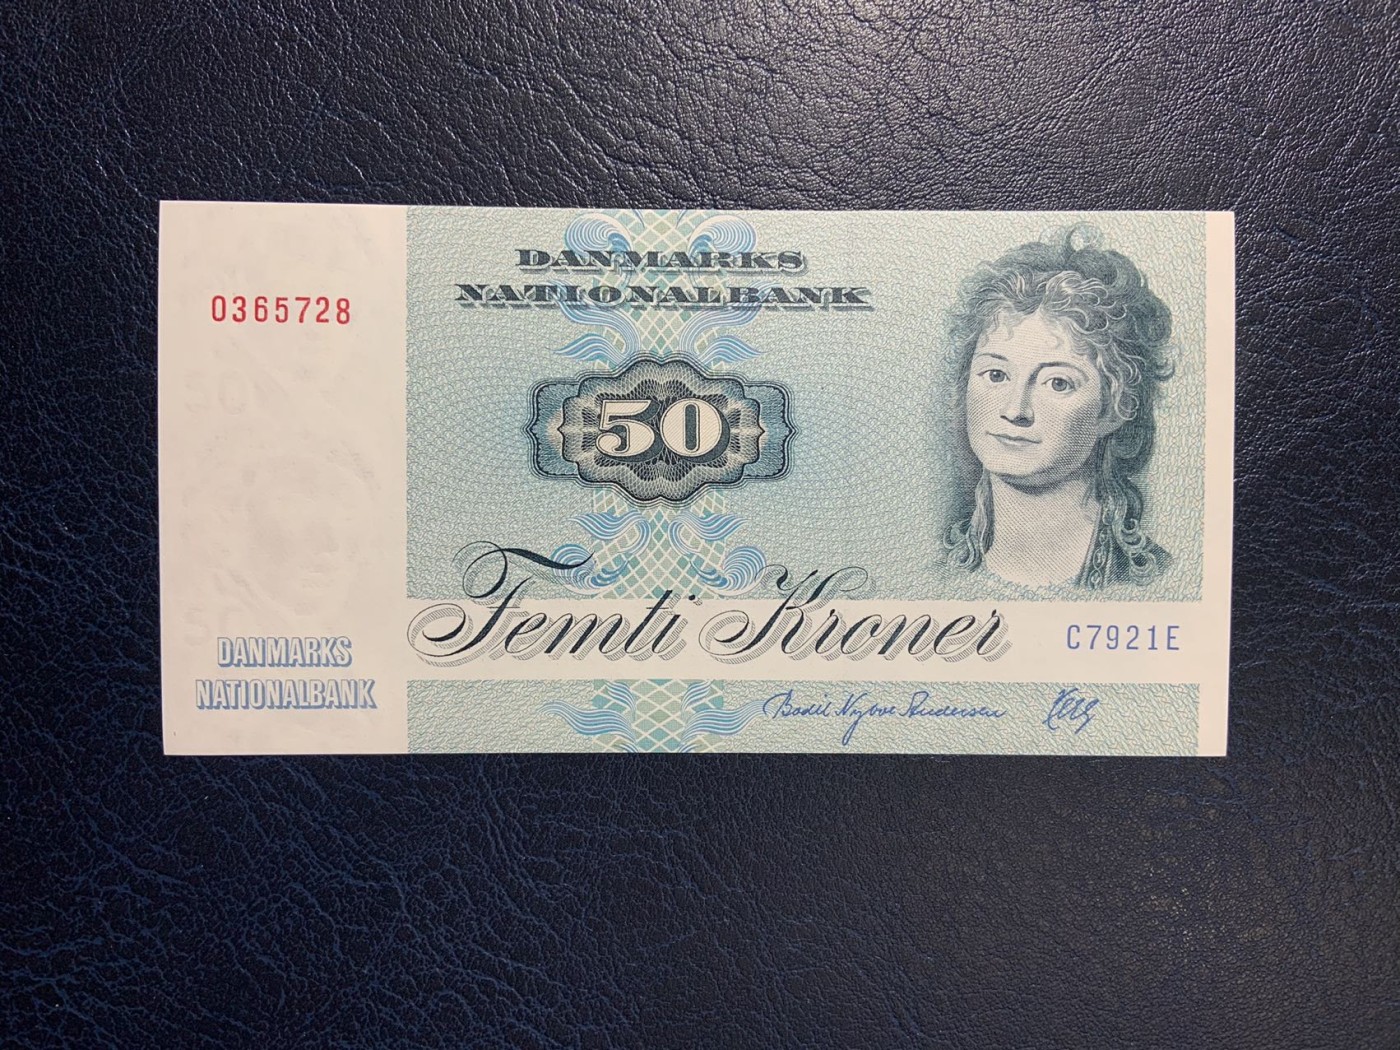 DANMARKS
NATIONALBANK
0365728
50
Femti Kroner
C7921E
DANMARKS
NATIONALBANK
Bodil Nyboe Andersen